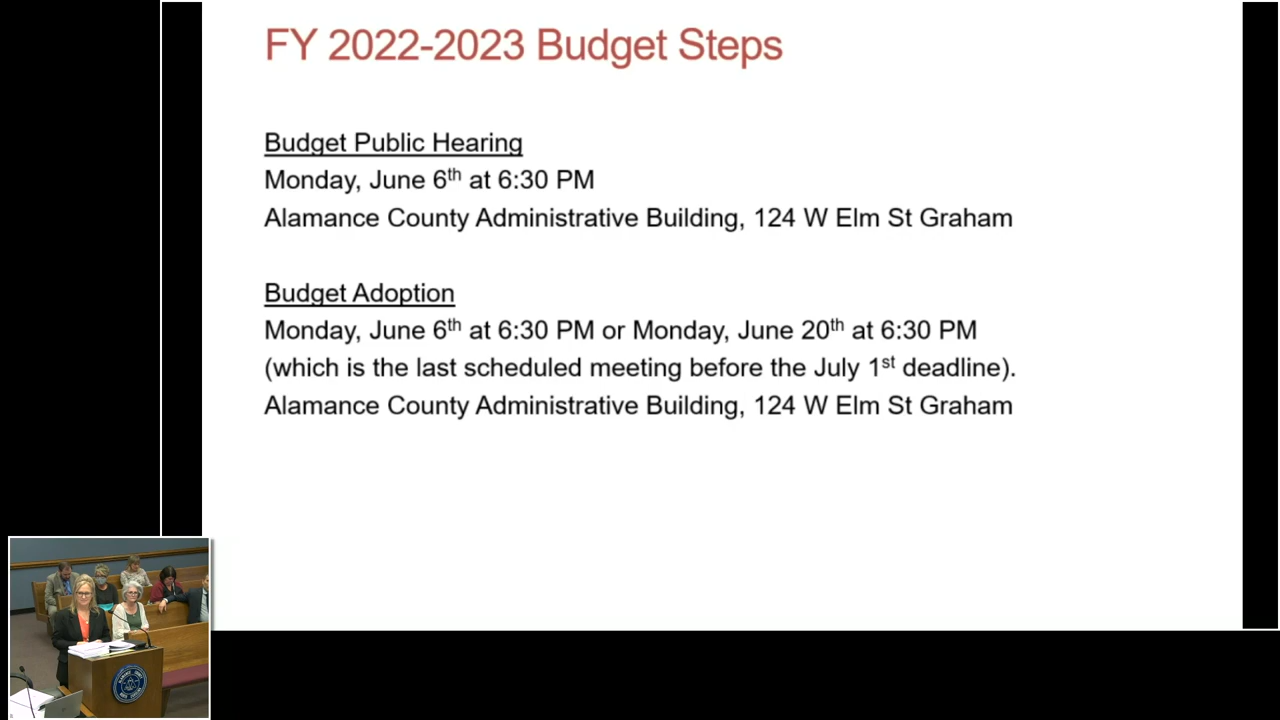 FY 2022-2023 Budget Steps
Budget Public Hearing
Monday, June 6th at 6:30 PM
Alamance County Administrative Building, 124 W Elm St Graham
Budget Adoption
Monday, June 6th at 6:30 PM or Monday, June 20th at 6:30 PM
(which is the last scheduled meeting before the July 1st deadline).
Alamance County Administrative Building, 124 W Elm St Graham